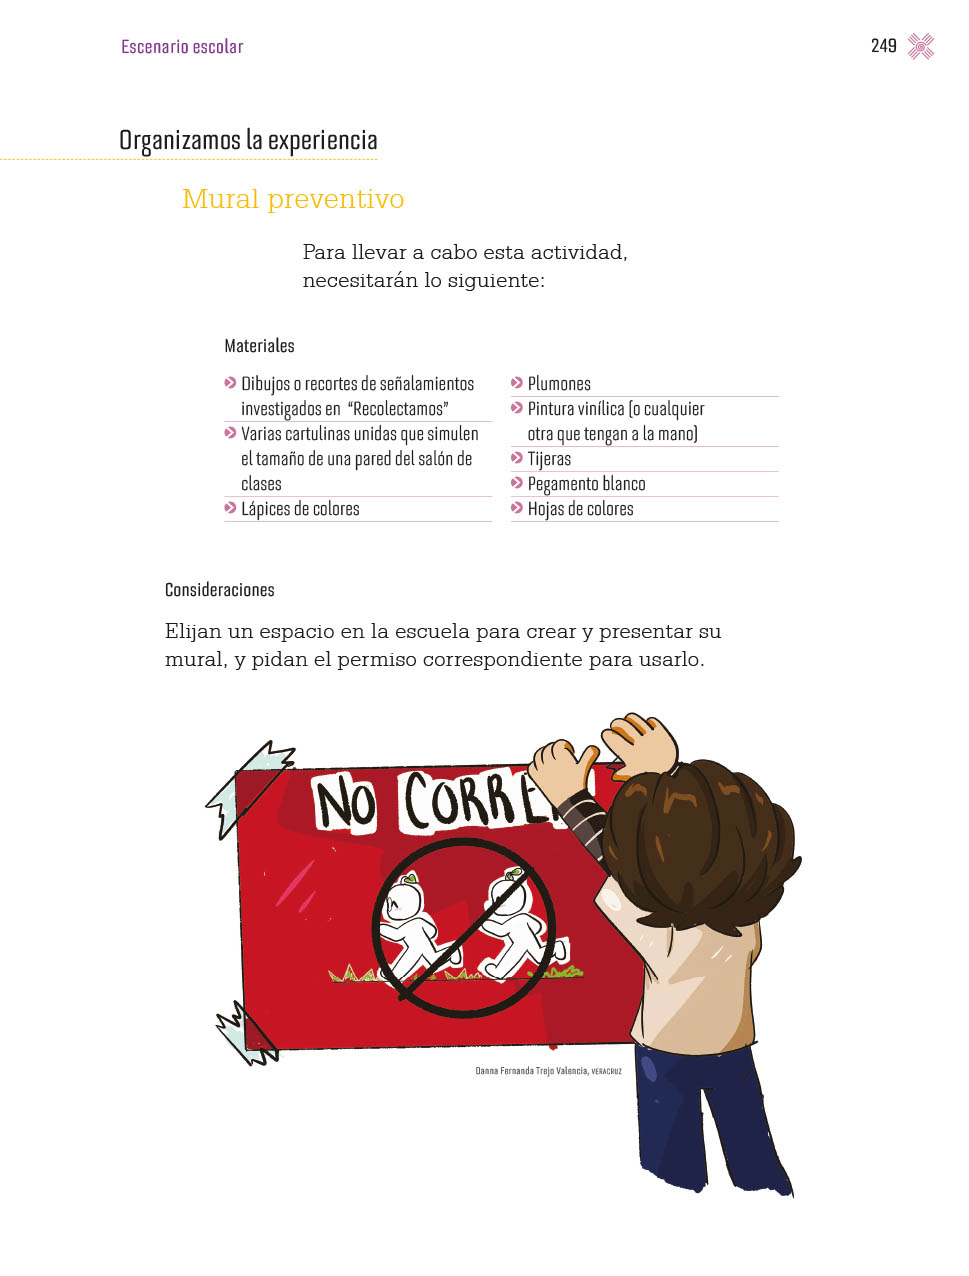 Escenario escolar
249
Organizamos la experiencia
Mural preventivo
Para llevar a cabo esta actividad,
necesitarán lo siguiente:
Materiales
Dibujos o recortes de señalamientos
investigados en “Recolectamos”
Varias cartulinas unidas que simulen
el tamaño de una pared del salón de
clases
Lápices de colores
Plumones
Pintura vinílica (o cualquier
otra que tengan a la mano)
Tijeras
Pegamento blanco
Hojas de colores
Consideraciones
Elijan un espacio en la escuela para crear y presentar su
mural, y pidan el permiso correspondiente para usarlo.
NO CORRE
Danna Fernanda Trejo Valencia, VERACRUZ